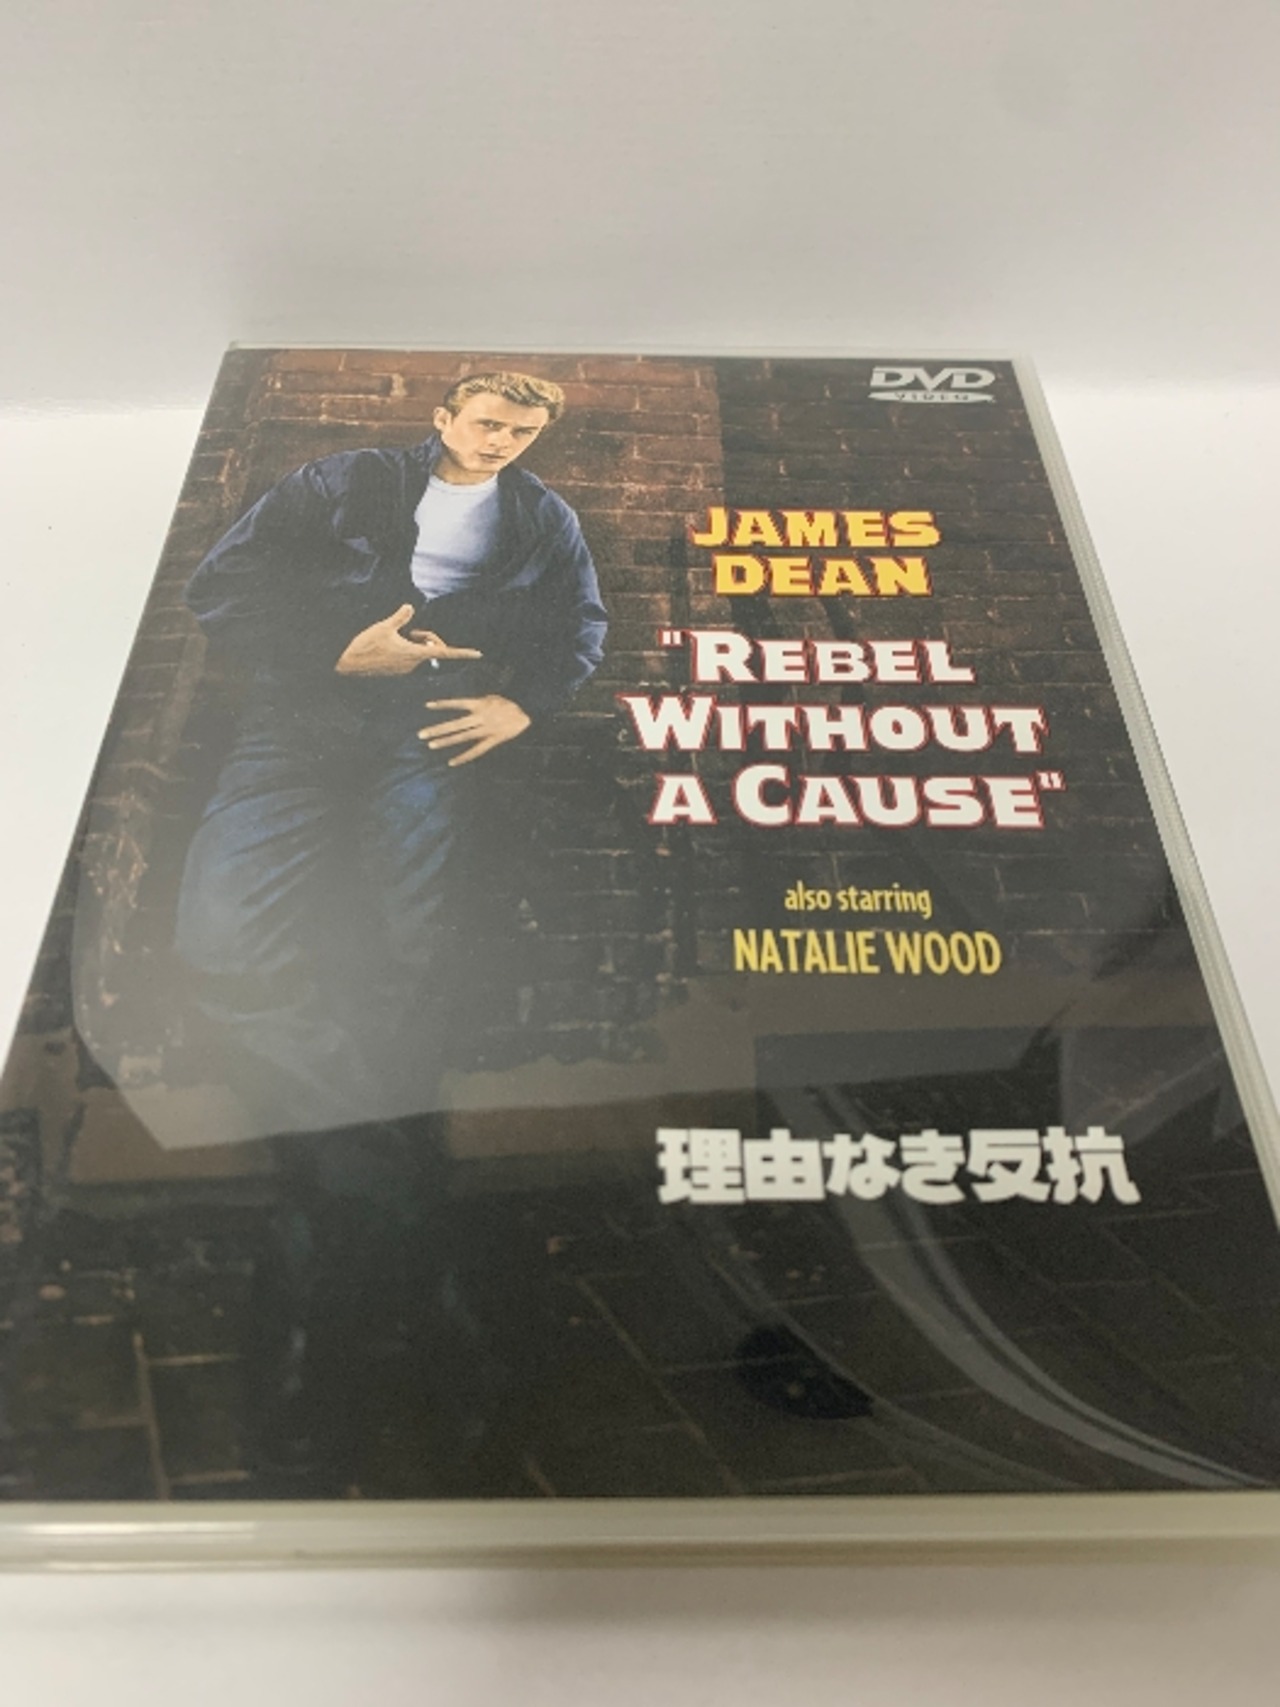 DVD
VIDEO
JAMES
DEAN
"REBEL
WITHOUT
A CAUSE"
also starring
NATALIE WOOD
理由なき反抗